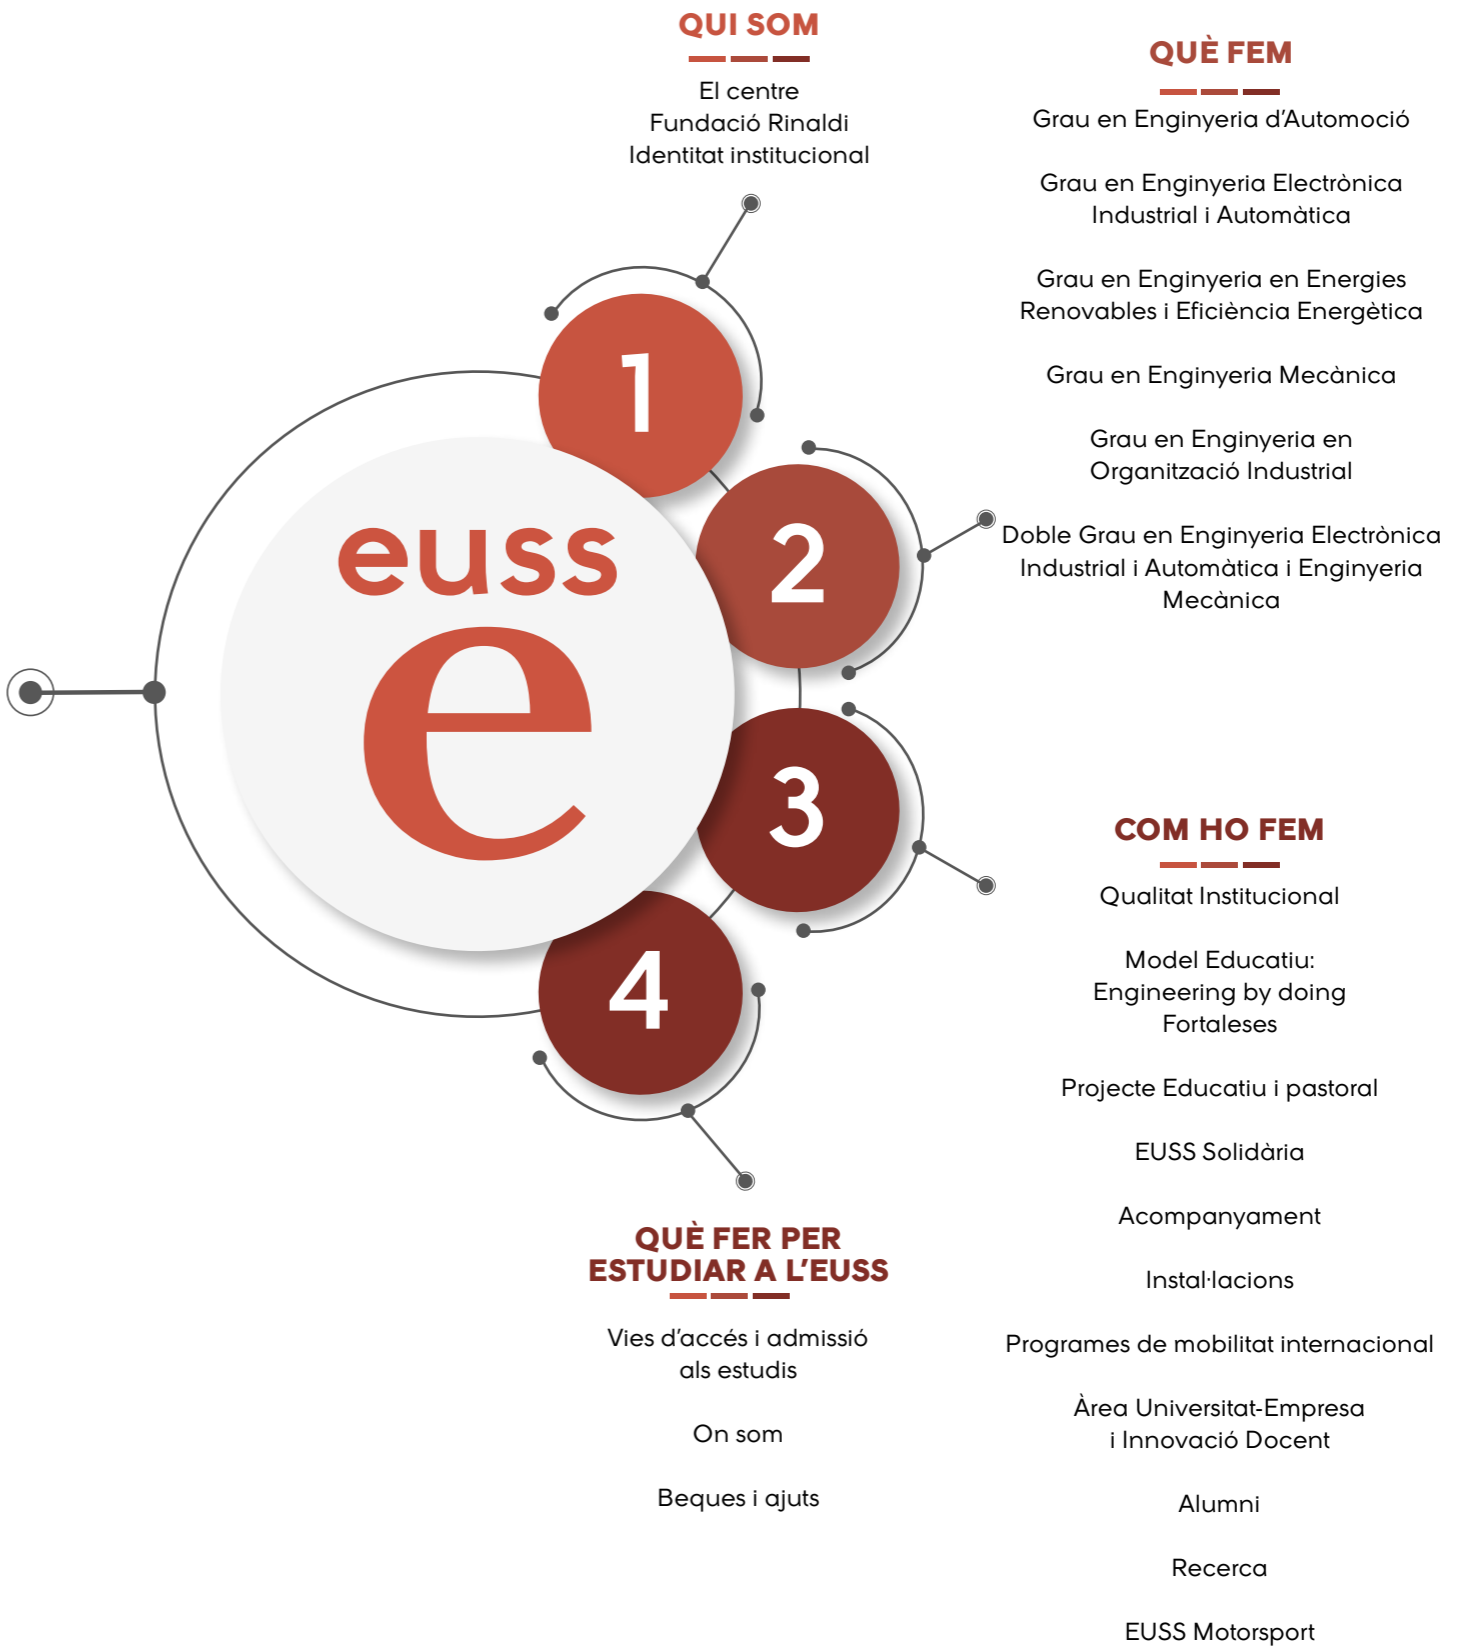 QUI SOM
El centre
Fundació Rinaldi
Identitat institucional
QUÈ FEM
Grau en Enginyeria d'Automoció
Grau en Enginyeria Electrònica
Industrial i Automàtica
Grau en Enginyeria en Energies
Renovables i Eficiència Energètica
Grau en Enginyeria Mecànica
Grau en Enginyeria en
Organització Industrial
Doble Grau en Enginyeria Electrònica
Industrial i Automàtica i Enginyeria
Mecànica
1
2
3
4
euss
e
COM HO FEM
Qualitat Institucional
Model Educatiu:
Engineering by doing
Fortaleses
Projecte Educatiu i pastoral
EUSS Solidària
Acompanyament
Instal·lacions
Programes de mobilitat internacional
Àrea Universitat-Empresa
i Innovació Docent
Alumni
Recerca
EUSS Motorsport
QUÈ FER PER
ESTUDIAR A L'EUSS
Vies d'accés i admissió
als estudis
On som
Beques i ajuts